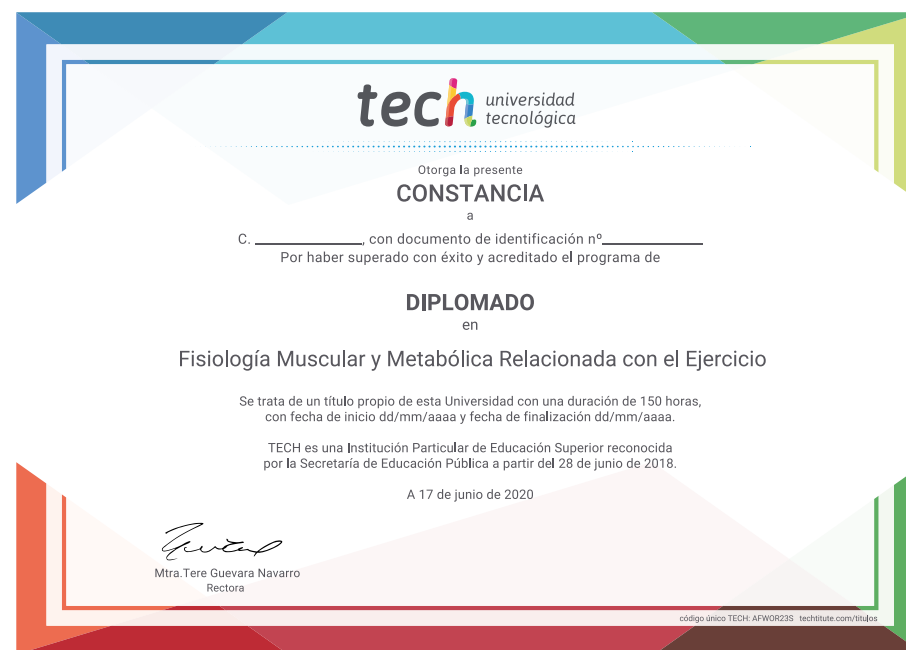 tech universidad
tecnológica
Otorga la presente
CONSTANCIA
a
C. ____________, con documento de identificación nº____________
Por haber superado con éxito y acreditado el programa de
DIPLOMADO
en
Fisiología Muscular y Metabólica Relacionada con el Ejercicio
Se trata de un título propio de esta Universidad con una duración de 150 horas,
con fecha de inicio dd/mm/aaaa y fecha de finalización dd/mm/aaaa.
TECH es una Institución Particular de Educación Superior reconocida
por la Secretaría de Educación Pública a partir del 28 de junio de 2018.
A 17 de junio de 2020
Mtra.Tere Guevara Navarro
Rectora
código único TECH: AFWOR23S techtitute.com/titulos